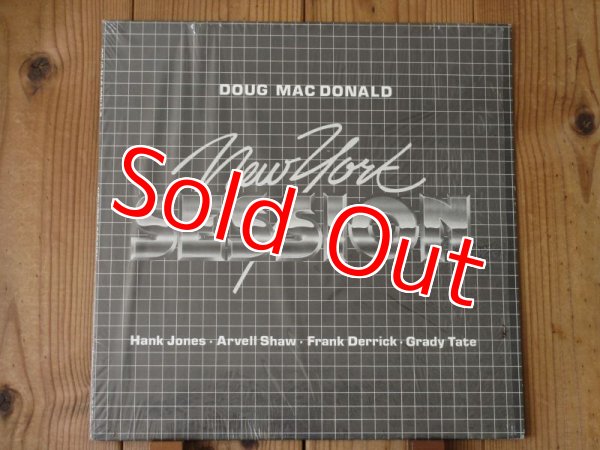 DOUG MAC DONALD
New York
SESSION
Sold Out
Hank Jones · Arvell Shaw · Frank Derrick · Grady Tate